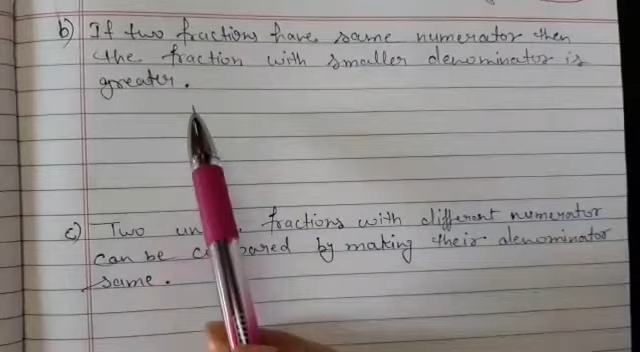 b) If two fractions have same numerator then
the fraction with smaller denominator is
greater.
c) Two fractions with different numerator
can be by making their denominator
same.